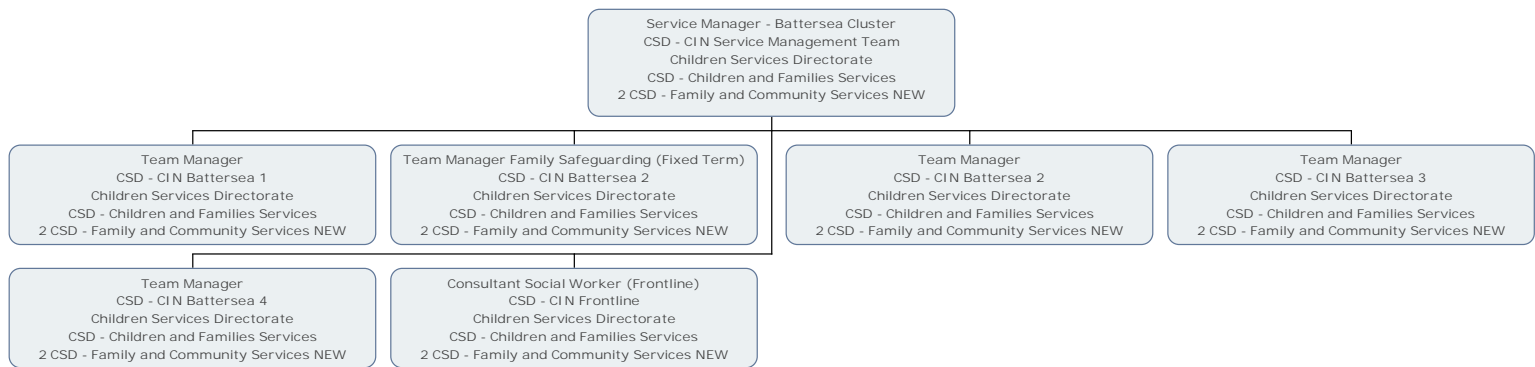 Service Manager - Battersea Cluster
CSD - CIN Service Management Team
Children Services Directorate
CSD - Children and Families Services
2 CSD - Family and Community Services NEW
Team Manager
CSD - CIN Battersea 1
Children Services Directorate
CSD - Children and Families Services
2 CSD - Family and Community Services NEW
Team Manager Family Safeguarding (Fixed Term)
CSD - CIN Battersea 2
Children Services Directorate
CSD - Children and Families Services
2 CSD - Family and Community Services NEW
Team Manager
CSD - CIN Battersea 2
Children Services Directorate
CSD - Children and Families Services
2 CSD - Family and Community Services NEW
Team Manager
CSD - CIN Battersea 3
Children Services Directorate
CSD - Children and Families Services
2 CSD - Family and Community Services NEW
Team Manager
CSD - CIN Battersea 4
Children Services Directorate
CSD - Children and Families Services
2 CSD - Family and Community Services NEW
Consultant Social Worker (Frontline)
CSD - CIN Frontline
Children Services Directorate
CSD - Children and Families Services
2 CSD - Family and Community Services NEW